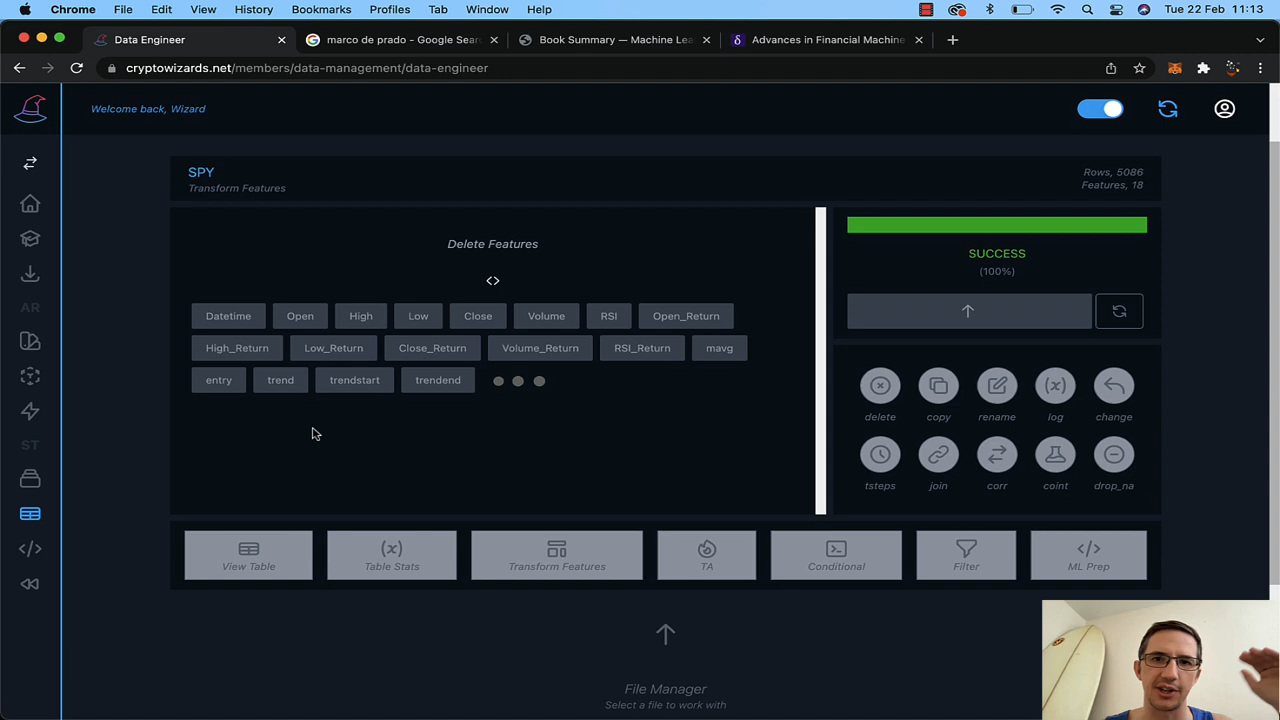 Chrome File Edit View History Bookmarks Profiles Tab Window Help Tue 22 Feb 11:13
Data Engineer marco de prado - Google Sear Book Summary — Machine Lea Advances in Financial Machine
cryptowizards.net/members/data-management/data-engineer
Welcome back, Wizard
SPY
Transform Features
Rows, 5086
Features, 18
Delete Features
<>
Datetime Open High Low Close Volume RSI Open_Return
High_Return Low_Return Close_Return Volume_Return RSI_Return mavg
entry trend trendstart trendend
SUCCESS
(100%)
delete copy rename log change
(x)
tsteps join corr coint drop_na
AR
ST
(x)
View Table Table Stats Transform Features TA Conditional Filter ML Prep
File Manager
Select a file to work with